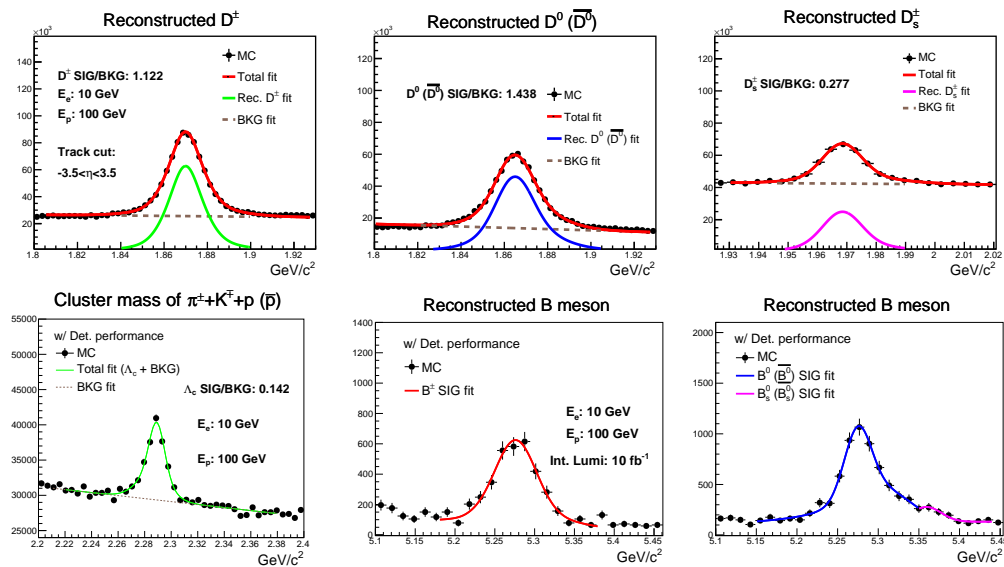 Reconstructed D±
×10³
140
120
100
80
60
40
20
D± SIG/BKG: 1.122
Eₑ: 10 GeV
Eₚ: 100 GeV
Track cut:
-3.5<η<3.5
MC
Total fit
Rec. D± fit
BKG fit
1.8 1.82 1.84 1.86 1.88 1.9 1.92
GeV/c²
Reconstructed D⁰ (D̅⁰)
×10³
140
120
100
80
60
40
20
0
D⁰ (D̅⁰) SIG/BKG: 1.438
MC
Total fit
Rec. D⁰ (D̅⁰) fit
BKG fit
1.8 1.82 1.84 1.86 1.88 1.9 1.92
GeV/c²
Reconstructed Dₛ±
×10³
120
100
80
60
40
20
Dₛ± SIG/BKG: 0.277
MC
Total fit
Rec. Dₛ± fit
BKG fit
1.93 1.94 1.95 1.96 1.97 1.98 1.99 2 2.01 2.02
GeV/c²
Cluster mass of π±+K∓+p (p̅)
55000
50000
45000
40000
35000
30000
25000
w/ Det. performance
MC
Total fit (Λc + BKG)
BKG fit
Λc SIG/BKG: 0.142
Eₑ: 10 GeV
Eₚ: 100 GeV
2.2 2.22 2.24 2.26 2.28 2.3 2.32 2.34 2.36 2.38 2.4
GeV/c²
Reconstructed B meson
1400
1200
1000
800
600
400
200
0
w/ Det. performance
MC
B± SIG fit
Eₑ: 10 GeV
Eₚ: 100 GeV
Int. Lumi: 10 fb⁻¹
5.1 5.15 5.2 5.25 5.3 5.35 5.4 5.45
GeV/c²
Reconstructed B meson
2000
1500
1000
500
0
w/ Det. performance
MC
B⁰ (B̅⁰) SIG fit
Bₛ⁰ (B̅ₛ⁰) SIG fit
5.1 5.15 5.2 5.25 5.3 5.35 5.4 5.45
GeV/c²